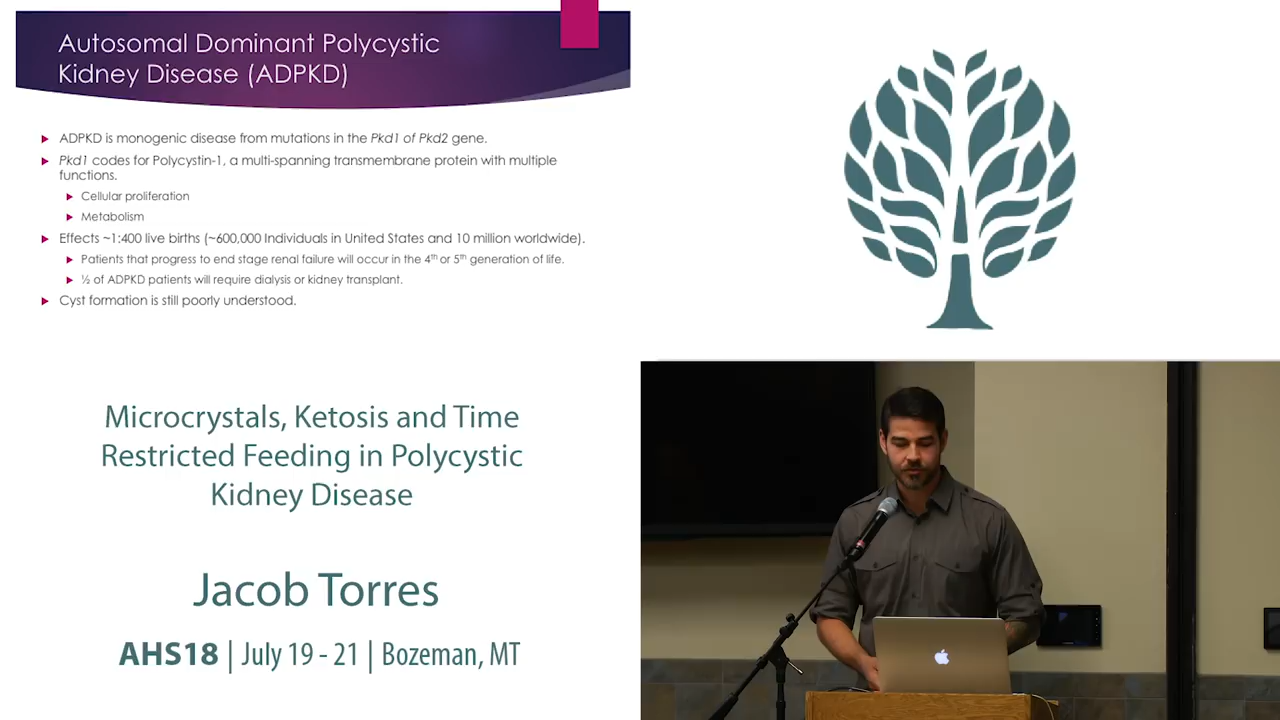 Autosomal Dominant Polycystic
Kidney Disease (ADPKD)
ADPKD is monogenic disease from mutations in the Pkd1 of Pkd2 gene.
Pkd1 codes for Polycystin-1, a multi-spanning transmembrane protein with multiple
functions.
Cellular proliferation
Metabolism
Effects ~1:400 live births (~600,000 Individuals in United States and 10 million worldwide).
Patients that progress to end stage renal failure will occur in the 4th or 5th generation of life.
½ of ADPKD patients will require dialysis or kidney transplant.
Cyst formation is still poorly understood.
Microcrystals, Ketosis and Time
Restricted Feeding in Polycystic
Kidney Disease
Jacob Torres
AHS18 | July 19 - 21 | Bozeman, MT